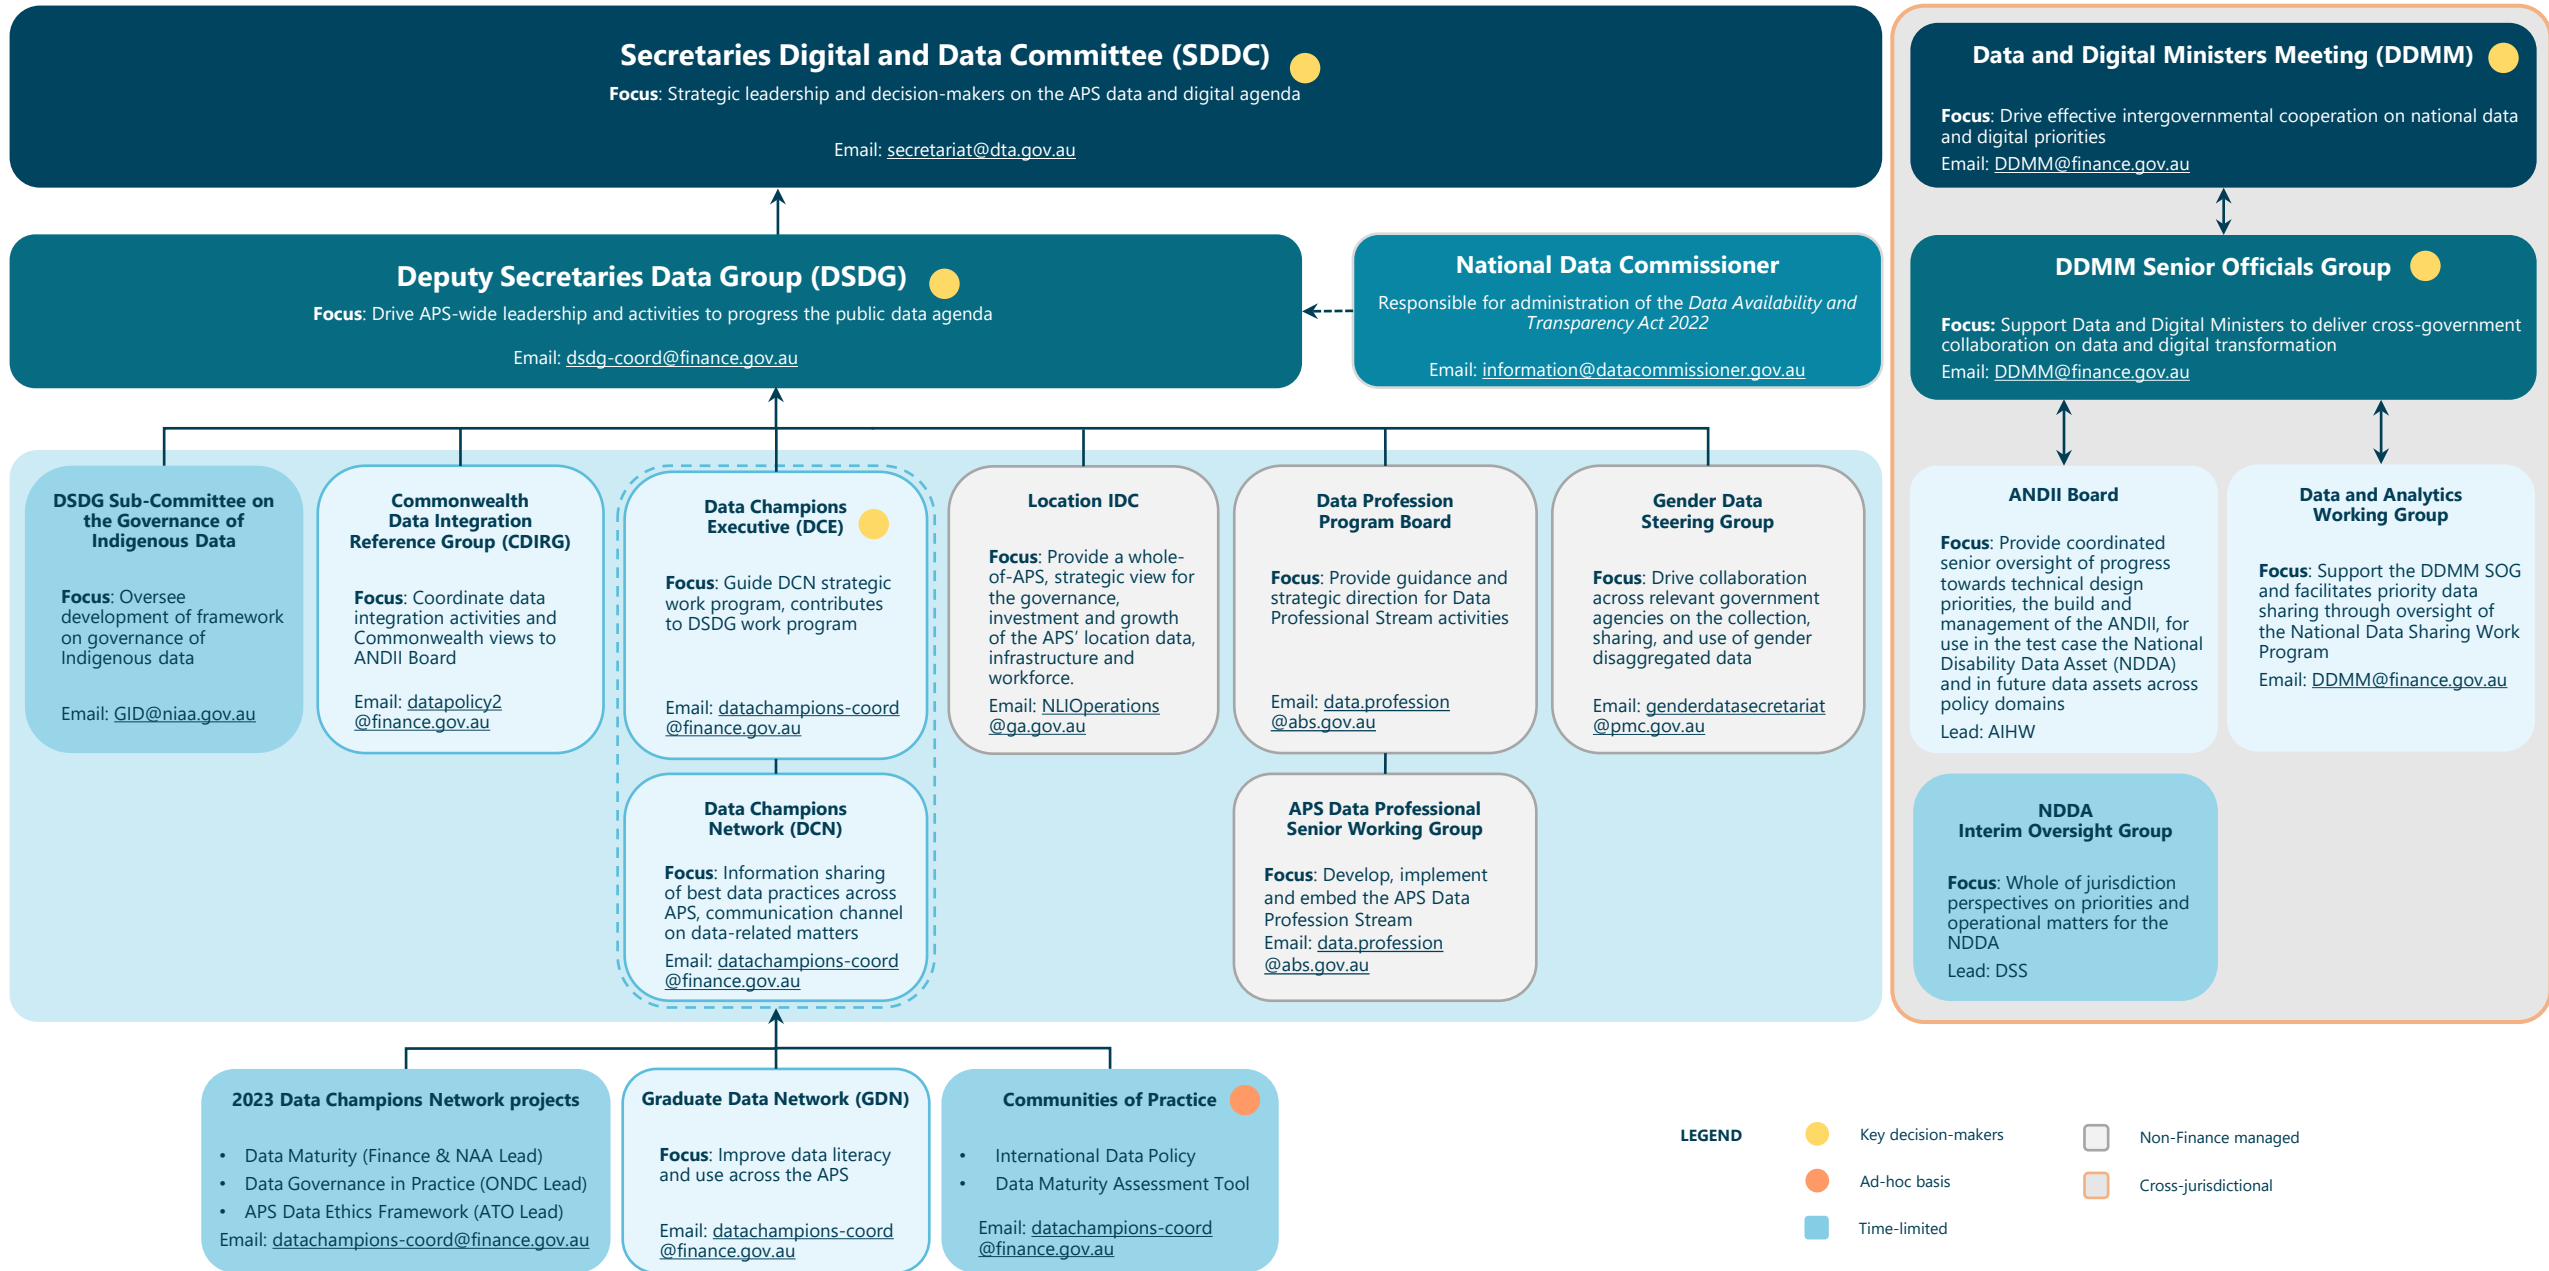 Secretaries Digital and Data Committee (SDDC)
Focus: Strategic leadership and decision-makers on the APS data and digital agenda
Email: secretariat@dta.gov.au
Data and Digital Ministers Meeting (DDMM)
Focus: Drive effective intergovernmental cooperation on national data
and digital priorities
Email: DDMM@finance.gov.au
Deputy Secretaries Data Group (DSDG)
Focus: Drive APS-wide leadership and activities to progress the public data agenda
Email: dsdg-coord@finance.gov.au
National Data Commissioner
Responsible for administration of the Data Availability and
Transparency Act 2022
Email: information@datacommissioner.gov.au
DDMM Senior Officials Group
Focus: Support Data and Digital Ministers to deliver cross-government
collaboration on data and digital transformation
Email: DDMM@finance.gov.au
DSDG Sub-Committee on
the Governance of
Indigenous Data
Focus: Oversee
development of framework
on governance of
Indigenous data
Email: GID@niaa.gov.au
Commonwealth
Data Integration
Reference Group (CDIRG)
Focus: Coordinate data
integration activities and
Commonwealth views to
ANDII Board
Email: datapolicy2
@finance.gov.au
Data Champions
Executive (DCE)
Focus: Guide DCN strategic
work program, contributes
to DSDG work program
Email: datachampions-coord
@finance.gov.au
Location IDC
Focus: Provide a whole-
of-APS, strategic view for
the governance,
investment and growth
of the APS' location data,
infrastructure and
workforce.
Email: NLIOperations
@ga.gov.au
Data Profession
Program Board
Focus: Provide guidance and
strategic direction for Data
Professional Stream activities
Email: data.profession
@abs.gov.au
Gender Data
Steering Group
Focus: Drive collaboration
across relevant government
agencies on the collection,
sharing, and use of gender
disaggregated data
Email: genderdatasecretariat
@pmc.gov.au
ANDII Board
Focus: Provide coordinated
senior oversight of progress
towards technical design
priorities, the build and
management of the ANDII, for
use in the test case the National
Disability Data Asset (NDDA)
and in future data assets across
policy domains
Lead: AIHW
Data and Analytics
Working Group
Focus: Support the DDMM SOG
and facilitates priority data
sharing through oversight of
the National Data Sharing Work
Program
Email: DDMM@finance.gov.au
Data Champions
Network (DCN)
Focus: Information sharing
of best data practices across
APS, communication channel
on data-related matters
Email: datachampions-coord
@finance.gov.au
APS Data Professional
Senior Working Group
Focus: Develop, implement
and embed the APS Data
Profession Stream
Email: data.profession
@abs.gov.au
NDDA
Interim Oversight Group
Focus: Whole of jurisdiction
perspectives on priorities and
operational matters for the
NDDA
Lead: DSS
2023 Data Champions Network projects
• Data Maturity (Finance & NAA Lead)
• Data Governance in Practice (ONDC Lead)
• APS Data Ethics Framework (ATO Lead)
Email: datachampions-coord@finance.gov.au
Graduate Data Network (GDN)
Focus: Improve data literacy
and use across the APS
Email: datachampions-coord
@finance.gov.au
Communities of Practice
• International Data Policy
• Data Maturity Assessment Tool
Email: datachampions-coord
@finance.gov.au
LEGEND
Key decision-makers
Ad-hoc basis
Time-limited
Non-Finance managed
Cross-jurisdictional